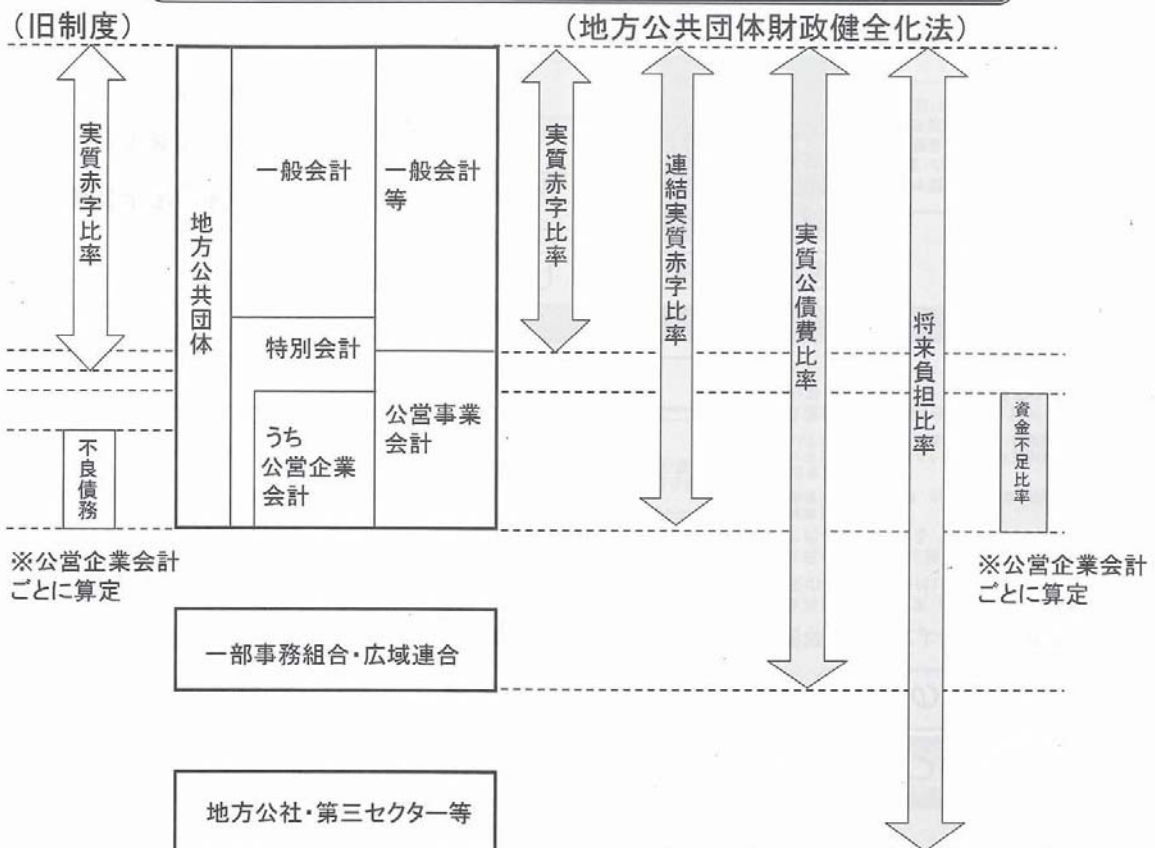 (旧制度)
(地方公共団体財政健全化法)
実質赤字比率
不良債務
※公営企業会計
ごとに算定
地方公共団体
一般会計
一般会計
等
特別会計
うち
公営企業
会計
公営事業
会計
一部事務組合・広域連合
地方公社・第三セクター等
実質赤字比率
連結実質赤字比率
実質公債費比率
将来負担比率
資金不足比率
※公営企業会計
ごとに算定